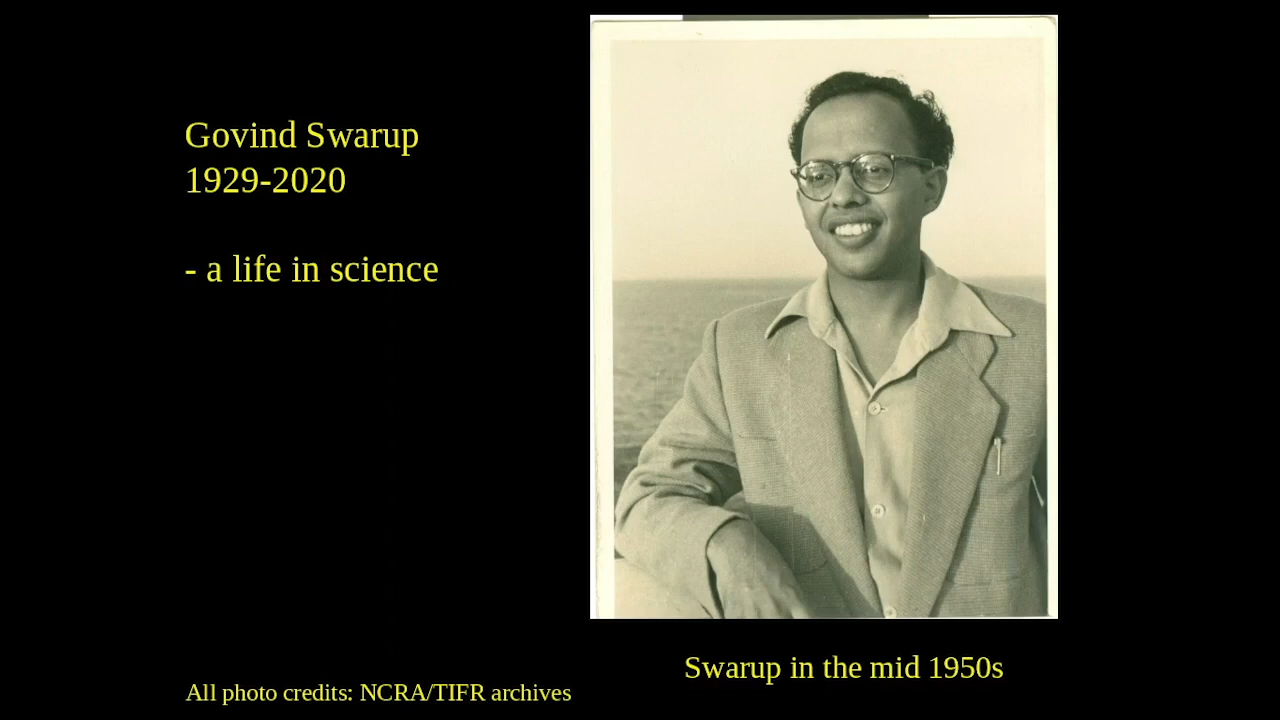 Govind Swarup
1929-2020
- a life in science
Swarup in the mid 1950s
All photo credits: NCRA/TIFR archives